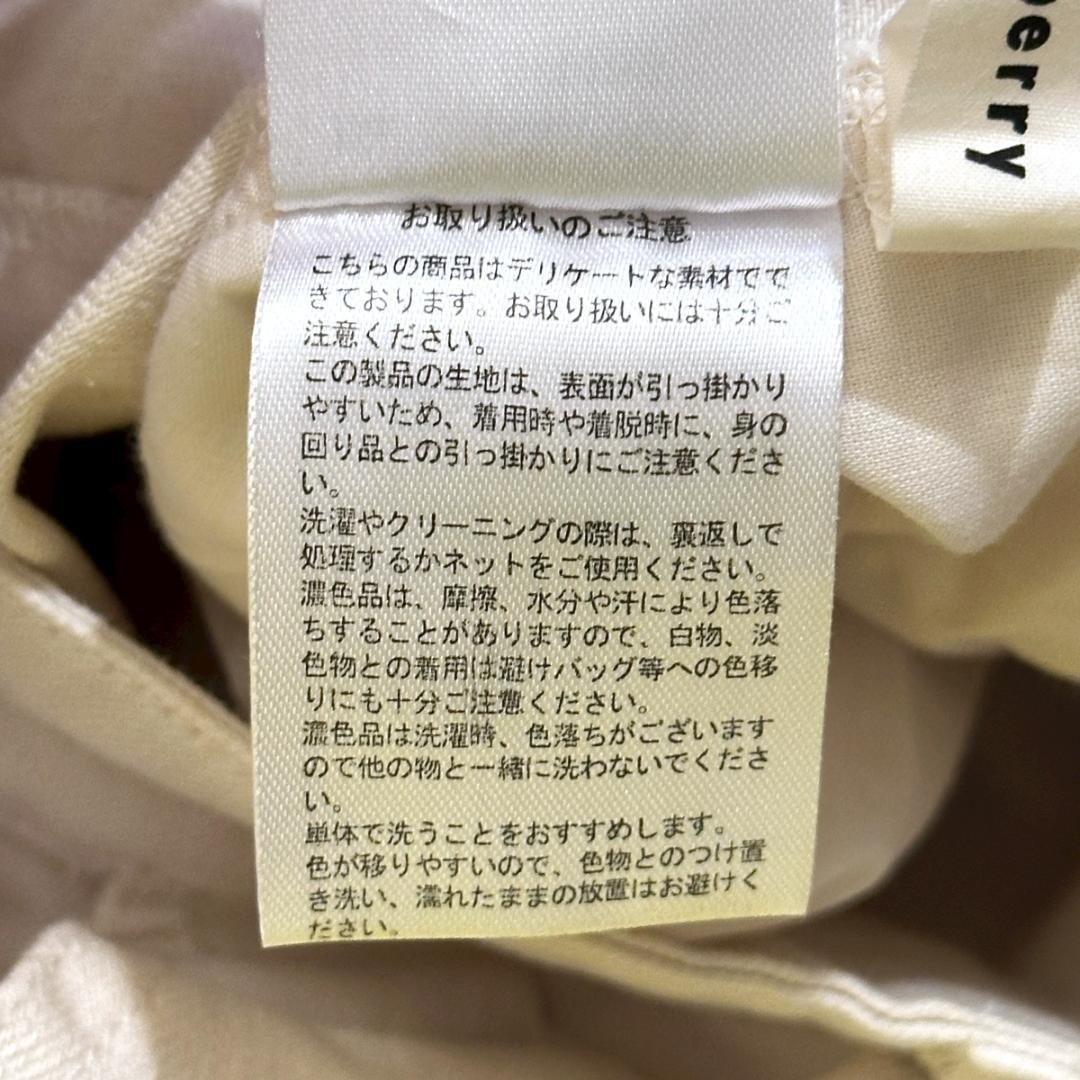 berry
お取り扱いのご注意
こちらの商品はデリケートな素材でで
きております。お取り扱いには十分ご
注意ください。
この製品の生地は、表面が引っ掛かり
やすいため、着用時や着脱時に、身の
回り品との引っ掛かりにご注意くださ
い。
洗濯やクリーニングの際は、裏返しで
処理するかネットをご使用ください。
濃色品は、摩擦、水分や汗により色落
ちすることがありますので、白物、淡
色物との着用は避けバッグ等への色移
りにも十分ご注意ください。
濃色品は洗濯時、色落ちがございます
ので他の物と一緒に洗わないでくださ
い。
単体で洗うことをおすすめします。
色が移りやすいので、色物とのつけ置
き洗い、濡れたままの放置はお避けく
ださい。